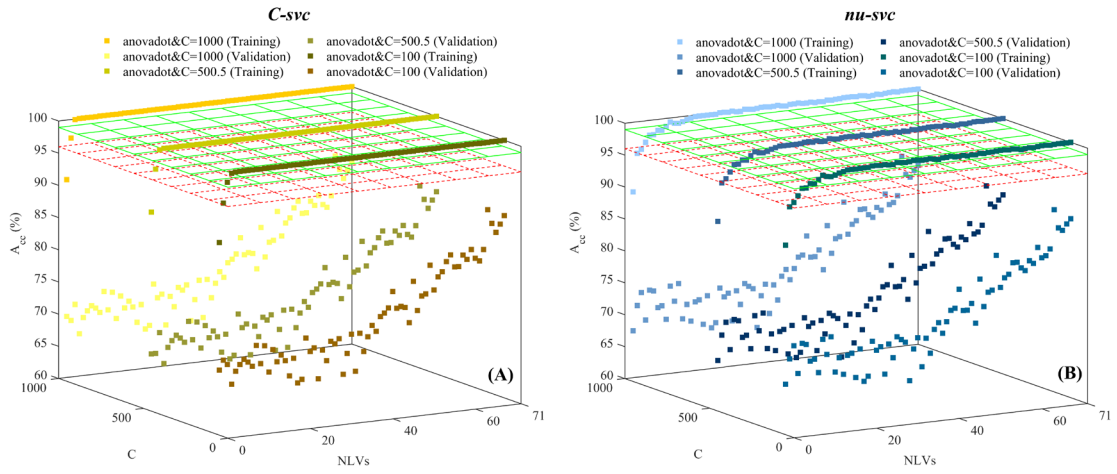 C-svc
anovadot&C=1000 (Training)
anovadot&C=1000 (Validation)
anovadot&C=500.5 (Training)
anovadot&C=500.5 (Validation)
anovadot&C=100 (Training)
anovadot&C=100 (Validation)
100
95
90
85
80
75
70
65
60
Acc (%)
1000
500
0
C
0
20
40
60
71
NLVs
(A)
nu-svc
anovadot&C=1000 (Training)
anovadot&C=1000 (Validation)
anovadot&C=500.5 (Training)
anovadot&C=500.5 (Validation)
anovadot&C=100 (Training)
anovadot&C=100 (Validation)
100
95
90
85
80
75
70
65
60
Acc (%)
1000
500
0
C
0
20
40
60
71
NLVs
(B)